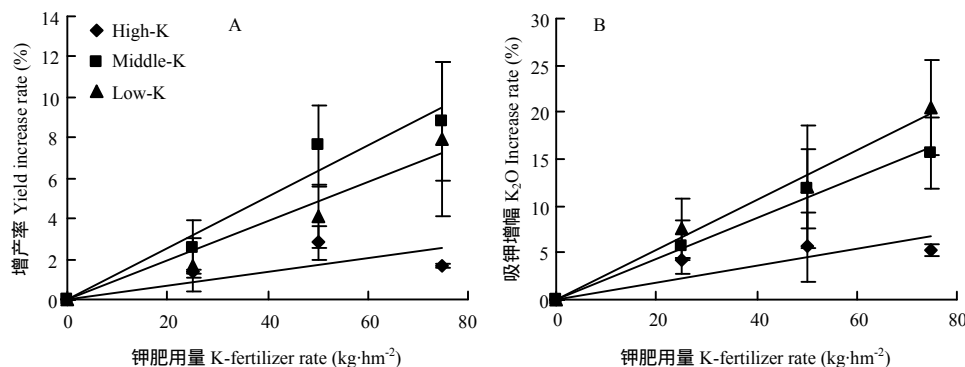 A
High-K
Middle-K
Low-K
增产率 Yield increase rate (%)
14
12
10
8
6
4
2
0
0 20 40 60 80
钾肥用量 K-fertilizer rate (kg·hm⁻²)
B
吸钾增幅 K₂O Increase rate (%)
30
25
20
15
10
5
0
0 20 40 60 80
钾肥用量 K-fertilizer rate (kg·hm⁻²)